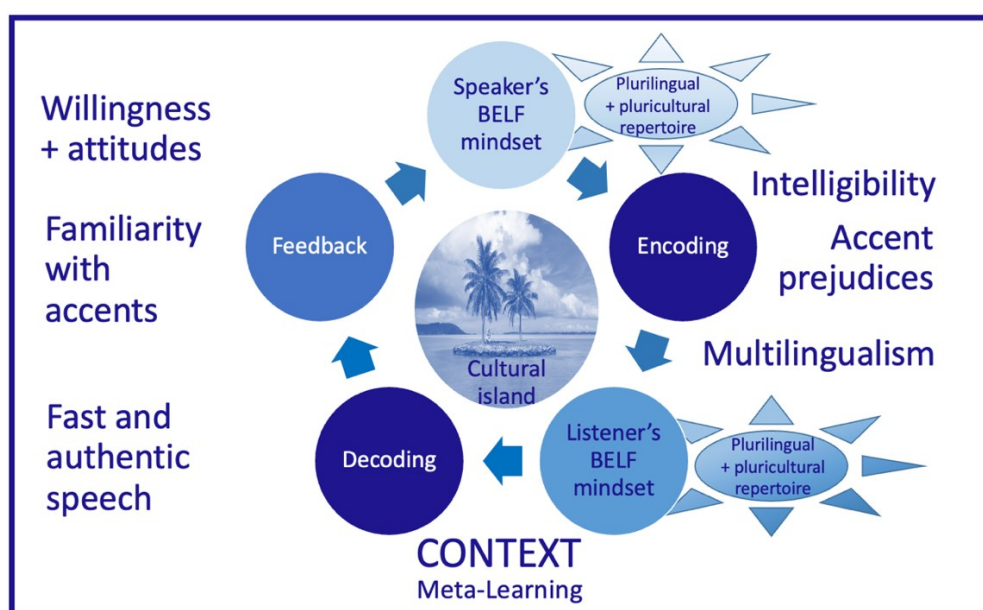 Willingness
+ attitudes
Familiarity
with
accents
Fast and
authentic
speech
Speaker's
BELF
mindset
Plurilingual
+ pluricultural
repertoire
Encoding
Listener's
BELF
mindset
Plurilingual
+ pluricultural
repertoire
Decoding
Feedback
Cultural
island
Intelligibility
Accent
prejudices
Multilingualism
CONTEXT
Meta-Learning